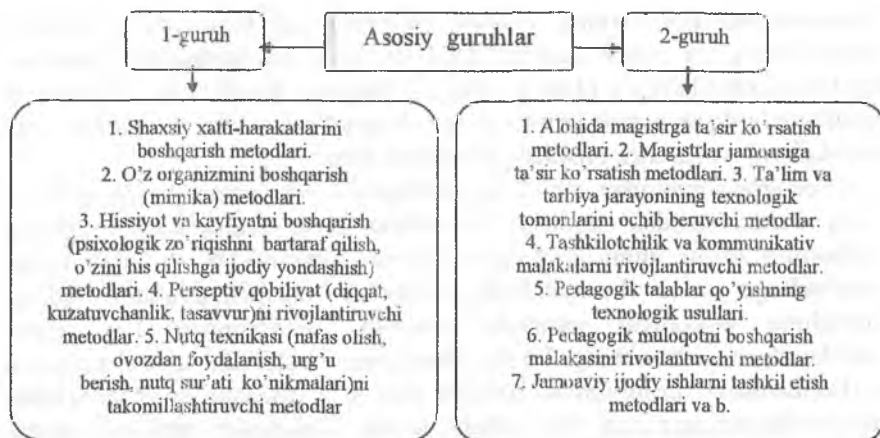 1-guruh
Asosiy guruhlar
2-guruh
1. Shaxsiy xatti-harakatlarini
boshqarish metodlari.
2. O'z organizmini boshqarish
(mimika) metodlari.
3. Hissiyot va kayfiyatni boshqarish
(psixologik zo'riqishni bartaraf qilish,
o'zini his qilishga ijodiy yondashish)
metodlari. 4. Perseptiv qobiliyat (diqqat,
kuzatuvchanlik, tasavvur)ni rivojlantiruvchi
metodlar. 5. Nutq texnikasi (nafas olish,
ovozdan foydalanish, urg'u
berish, nutq sur'ati ko'nikmalari)ni
takomillashtiruvchi metodlar
1. Alohida magistrga ta'sir ko'rsatish
metodlari. 2. Magistrlar jamoasiga
ta'sir ko'rsatish metodlari. 3. Ta'lim va
tarbiya jarayonining texnologik
tomonlarini ochib beruvchi metodlar.
4. Tashkilotchilik va kommunikativ
malakalarni rivojlantiruvchi metodlar.
5. Pedagogik talablar qo'yishning
texnologik usullari.
6. Pedagogik muloqotni boshqarish
malakasini rivojlantuvchi metodlar.
7. Jamoaviy ijodiy ishlarni tashkil etish
metodlari va b.